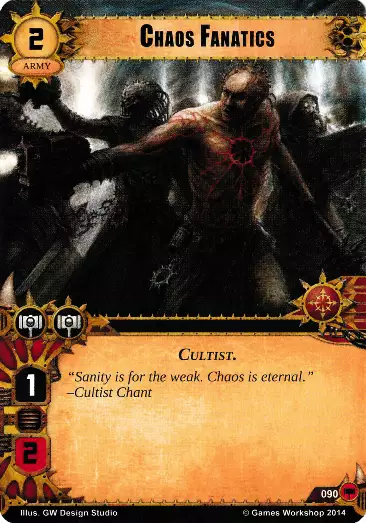 2
CHAOS FANATICS
ARMY
CULTIST.
1
“Sanity is for the weak. Chaos is eternal.”
–Cultist Chant
2
090
Illus. GW Design Studio
© Games Workshop 2014